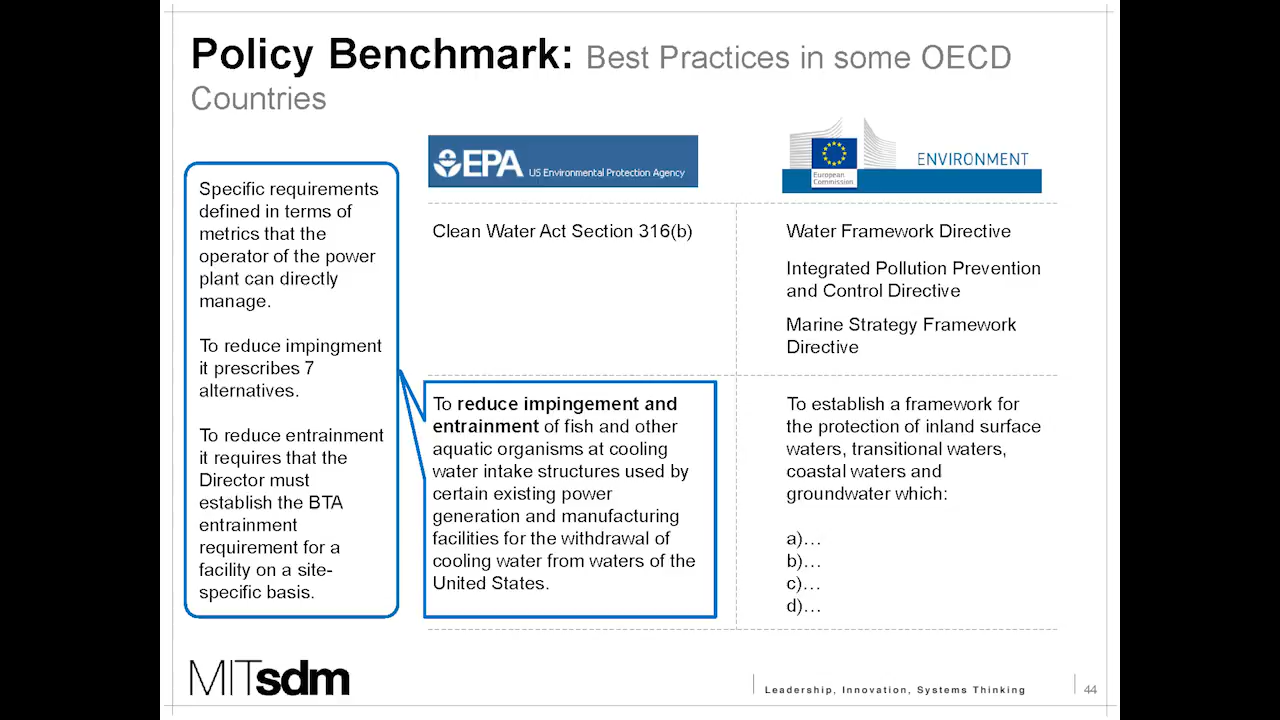 Policy Benchmark: Best Practices in some OECD
Countries
EPA US Environmental Protection Agency
European
Commission
ENVIRONMENT
Specific requirements
defined in terms of
metrics that the
operator of the power
plant can directly
manage.
To reduce impingment
it prescribes 7
alternatives.
To reduce entrainment
it requires that the
Director must
establish the BTA
entrainment
requirement for a
facility on a site-
specific basis.
Clean Water Act Section 316(b)
Water Framework Directive
Integrated Pollution Prevention
and Control Directive
Marine Strategy Framework
Directive
To reduce impingement and
entrainment of fish and other
aquatic organisms at cooling
water intake structures used by
certain existing power
generation and manufacturing
facilities for the withdrawal of
cooling water from waters of the
United States.
To establish a framework for
the protection of inland surface
waters, transitional waters,
coastal waters and
groundwater which:
a)…
b)…
c)…
d)…
MITsdm
Leadership, Innovation, Systems Thinking
44